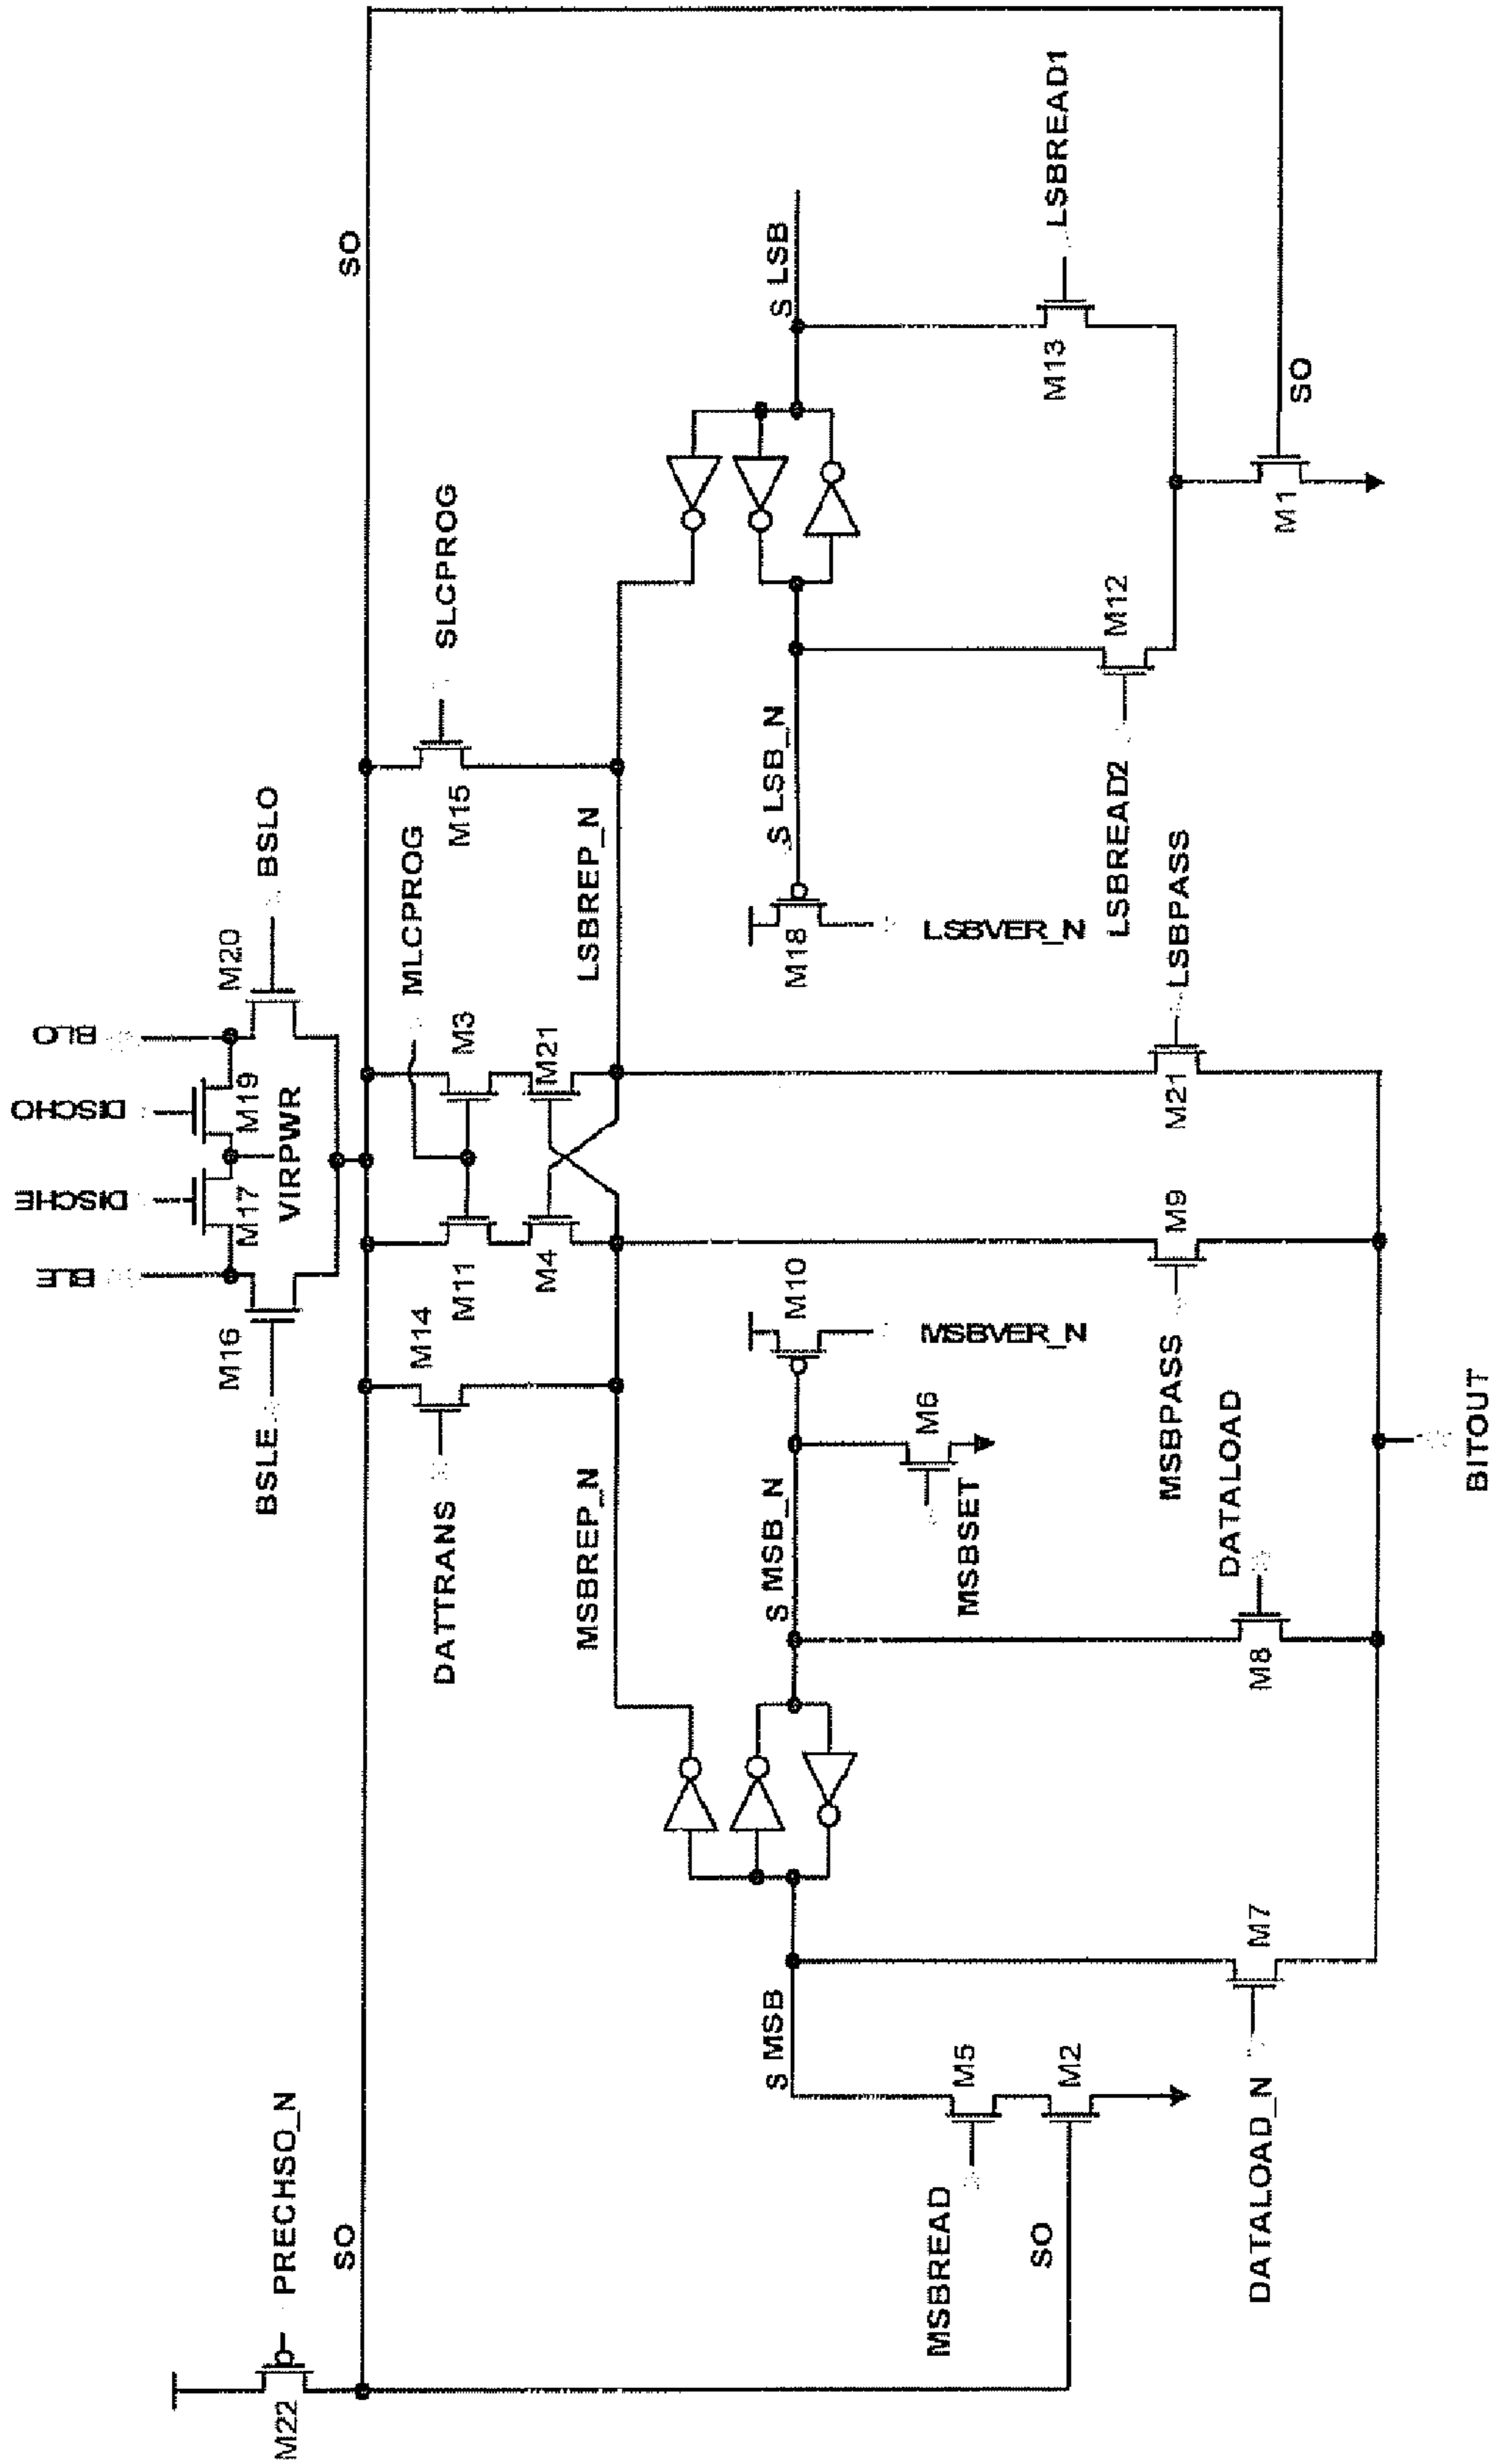 BLE
DISCHE
DISCHO
BLO
M17
M19
VIRPWR
BSLE
M16
M20
BSLO
PRECHSO_N
M22
SO
SO
DATTRANS
M14
M11
MLCPROG
M3
M15
SLCPROG
M4
M21
MSBREP_N
LSBREP_N
S MSB
S MSB_N
M10
MSBVER_N
M18
LSBVER_N
S LSB_N
S LSB
MSBREAD
M5
SO
M2
MSBSET
M6
LSBREAD2
M12
M13
LSBREAD1
DATALOAD_N
M7
M8
DATALOAD
MSBPASS
M9
M21
LSBPASS
M1
SO
BITOUT